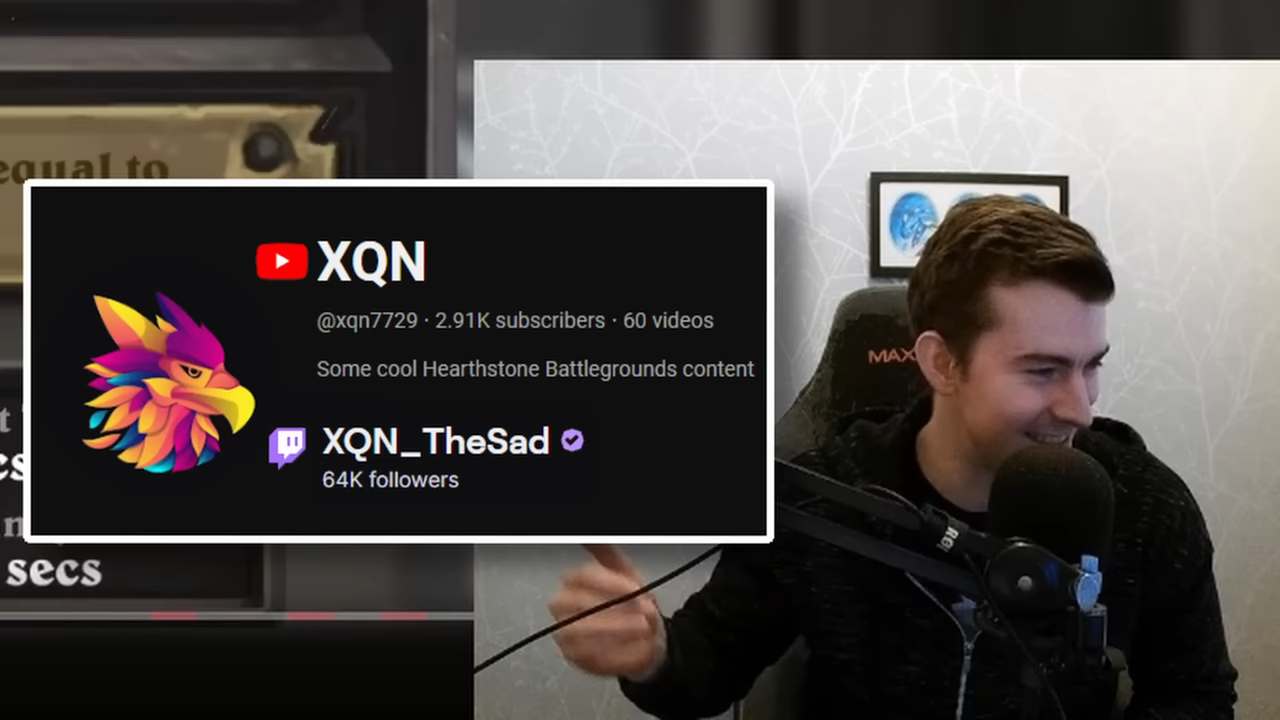 equal to
XQN
@xqn7729 · 2.91K subscribers · 60 videos
Some cool Hearthstone Battlegrounds content
XQN_TheSad
64K followers
secs
MAX